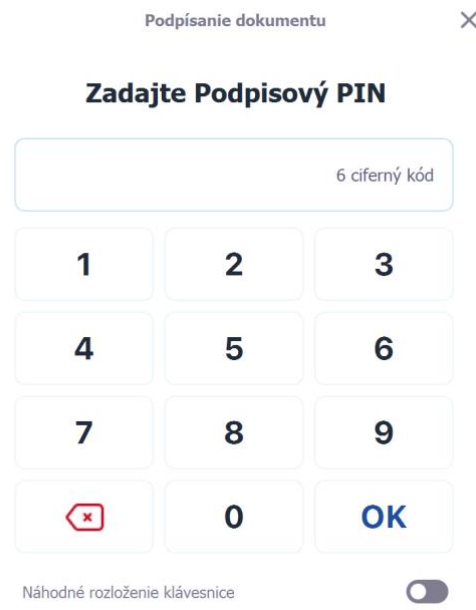 Podpísanie dokumentu
Zadajte Podpisový PIN
6 ciferný kód
1 2 3
4 5 6
7 8 9
0 OK
Náhodné rozloženie klávesnice